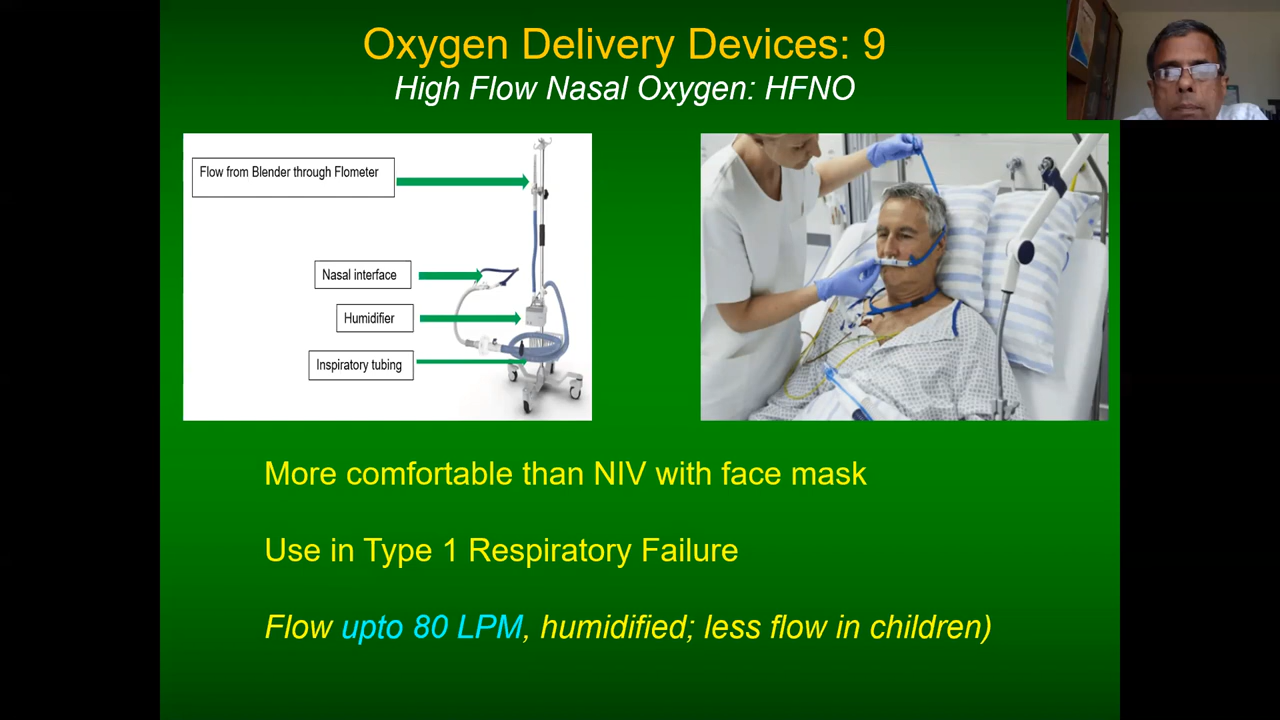 Oxygen Delivery Devices: 9
High Flow Nasal Oxygen: HFNO
Flow from Blender through Flometer
Nasal interface
Humidifier
Inspiratory tubing
More comfortable than NIV with face mask
Use in Type 1 Respiratory Failure
Flow upto 80 LPM, humidified; less flow in children)